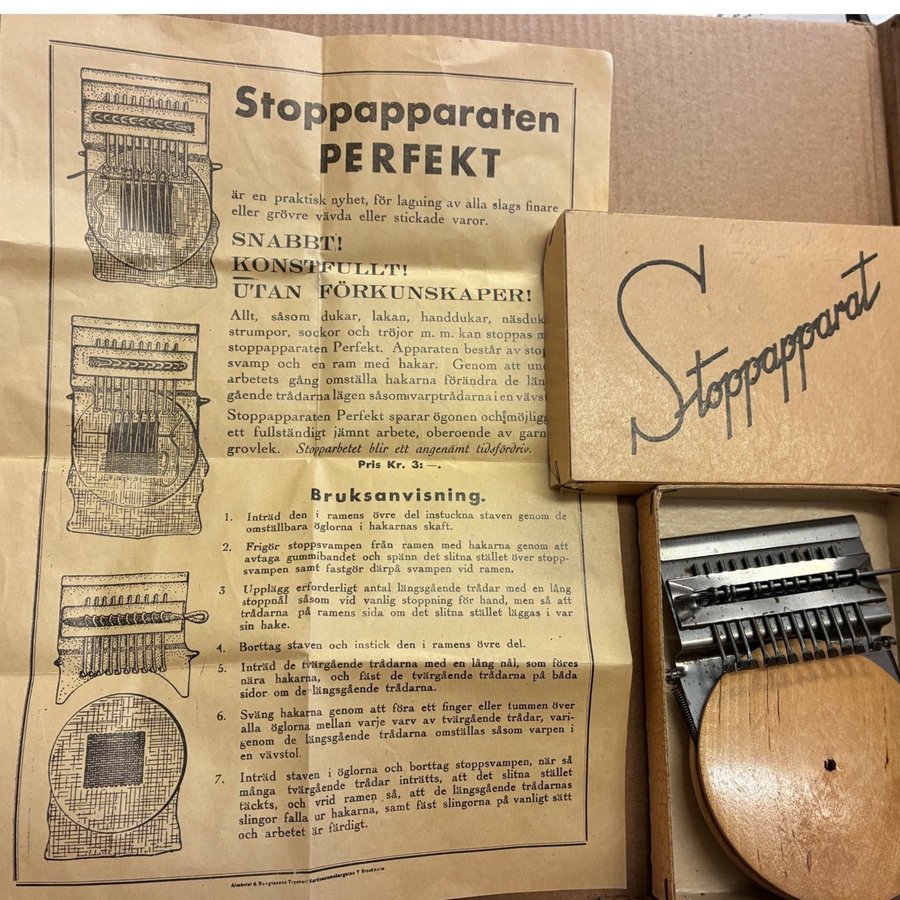 Stoppapparaten
PERFEKT
är en praktisk nyhet, för lagning av alla slags finare
eller grövre vävda eller stickade varor.
SNABBT!
KONSTFULLT!
UTAN FÖRKUNSKAPER!
Allt, såsom dukar, lakan, handdukar, näsduk
strumpor, sockor och tröjor m. m. kan stoppas m
stoppapparaten Perfekt. Apparaten består av stop
svamp och en ram med hakar. Genom att un
arbetets gång omställa hakarna förändra de län
gående trådarna lägen såsom varptrådarna i en vävst
Stoppapparaten Perfekt sparar ögonen och möjlig
ett fullständigt jämnt arbete, oberoende av garn
grovlek. Stopparbetet blir ett angenämt tidsfördriv.
Pris Kr. 3: —.
Bruksanvisning.
1. Inträd den i ramens övre del instuckna staven genom de
omställbara öglorna i hakarnas skaft.
2. Frigör stoppsvampen från ramen med hakarna genom att
avtaga gummibandet och spänn det slitna stället över stopp-
svampen samt fastgör därpå svampen vid ramen.
3 Upplägg erforderligt antal längsgående trådar med en lång
stoppnål såsom vid vanlig stoppning för hand, men så att
trådarna på ramens sida om det slitna stället läggas i var
sin hake.
4. Borttag staven och instick den i ramens övre del.
5. Inträd de tvärgående trådarna med en lång nål, som föres
nära hakarna, och fäst de tvärgående trådarna på båda
sidor om de längsgående trådarna.
6. Sväng hakarna genom att föra ett finger eller tummen över
alla öglorna mellan varje varv av tvärgående trådar, vari-
genom de längsgående trådarna omställas såsom varpen i
en vävstol.
7. Inträd staven i öglorna och borttag stoppsvampen, när så
många tvärgående trådar inträtts, att det slitna stället
täckts, och vrid ramen så, att de längsgående trådarnas
slingor falla ur hakarna, samt fäst slingorna på vanligt sätt
och arbetet är färdigt.
Almkvist & Bengtssons Tryckeri Stockholm
Stoppapparat